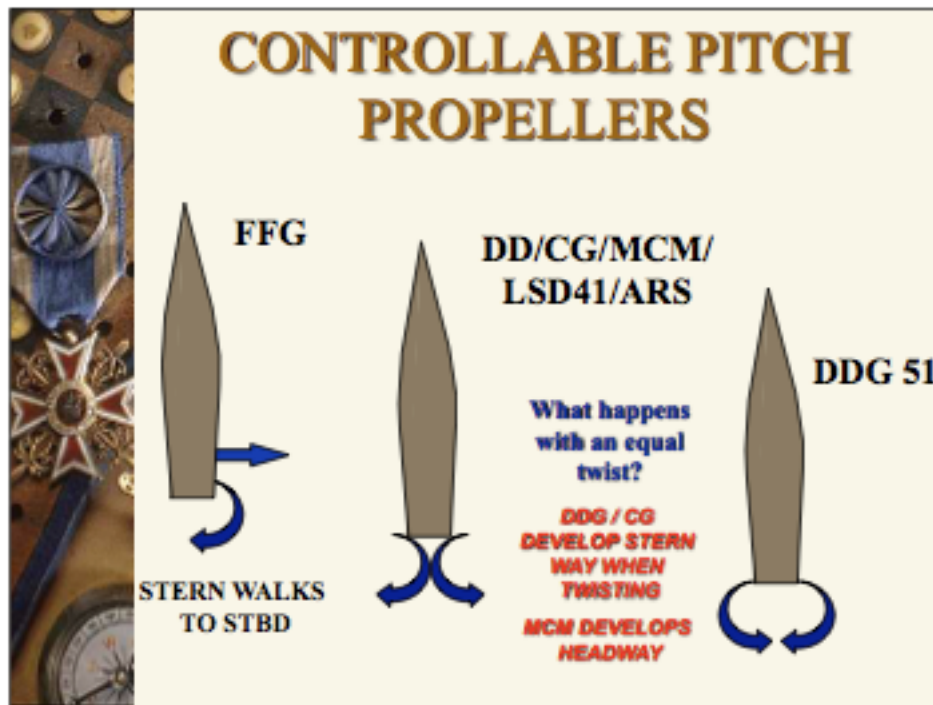 CONTROLLABLE PITCH
PROPELLERS
FFG
STERN WALKS
TO STBD
DD/CG/MCM/
LSD41/ARS
What happens
with an equal
twist?
DDG / CG
DEVELOP STERN
WAY WHEN
TWISTING
MCM DEVELOPS
HEADWAY
DDG 51